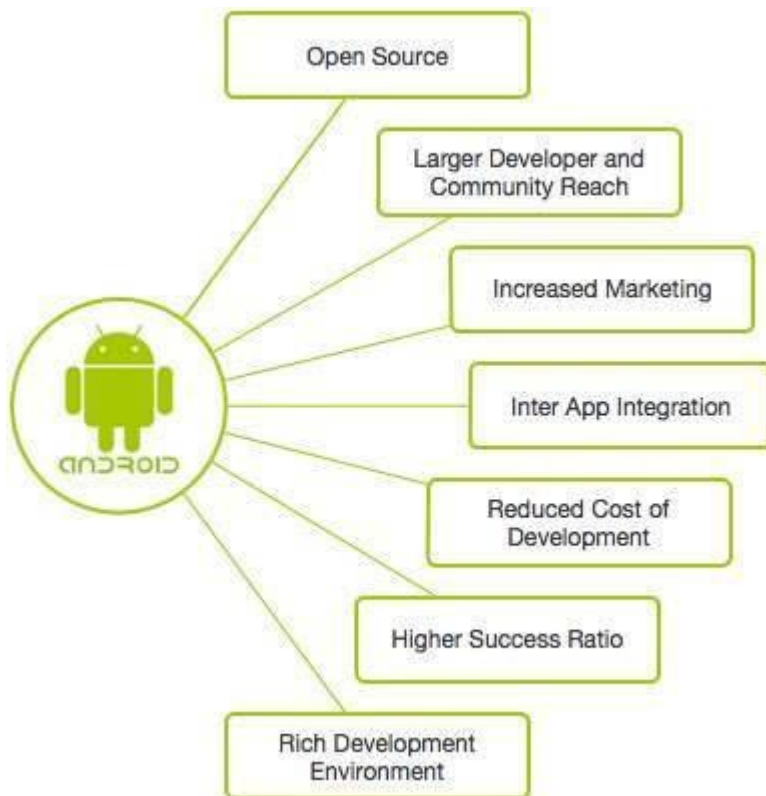 Open Source
Larger Developer and
Community Reach
Increased Marketing
ANDROID
Inter App Integration
Reduced Cost of
Development
Higher Success Ratio
Rich Development
Environment